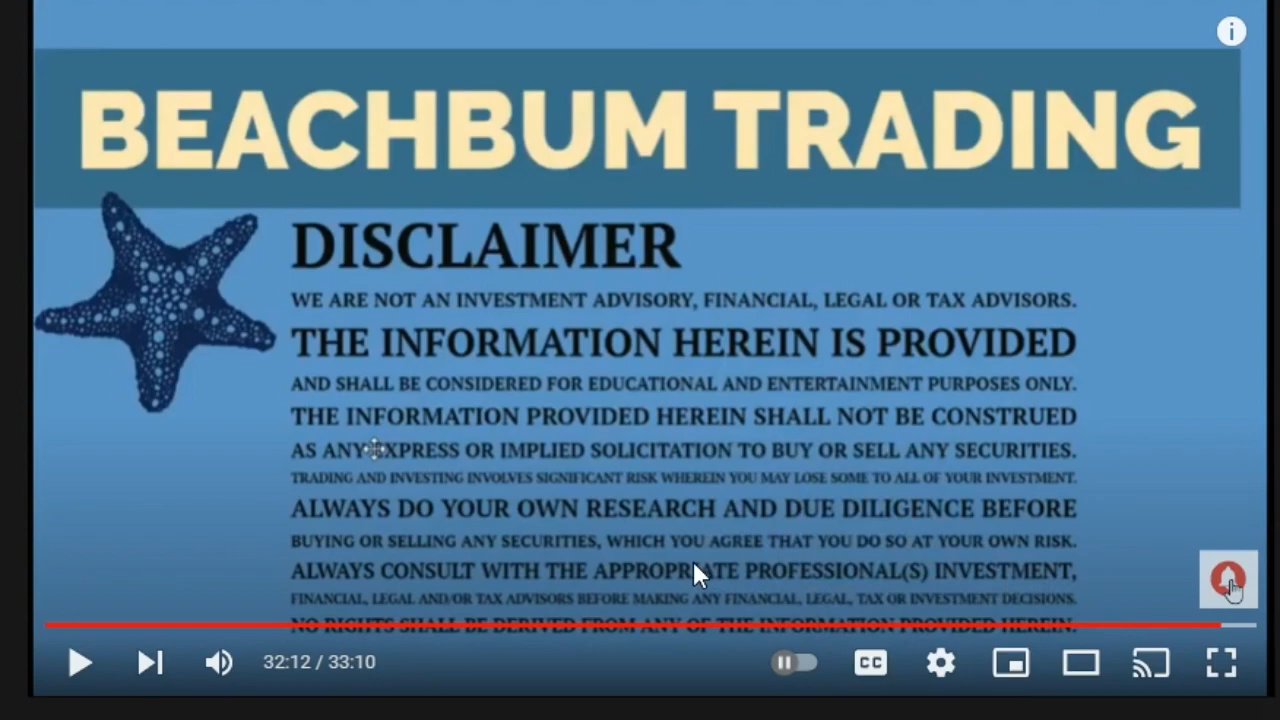 BEACHBUM TRADING
DISCLAIMER
WE ARE NOT AN INVESTMENT ADVISORY, FINANCIAL, LEGAL OR TAX ADVISORS.
THE INFORMATION HEREIN IS PROVIDED
AND SHALL BE CONSIDERED FOR EDUCATIONAL AND ENTERTAINMENT PURPOSES ONLY.
THE INFORMATION PROVIDED HEREIN SHALL NOT BE CONSTRUED
AS ANY EXPRESS OR IMPLIED SOLICITATION TO BUY OR SELL ANY SECURITIES.
TRADING AND INVESTING INVOLVES SIGNIFICANT RISK WHEREIN YOU MAY LOSE SOME TO ALL OF YOUR INVESTMENT.
ALWAYS DO YOUR OWN RESEARCH AND DUE DILIGENCE BEFORE
BUYING OR SELLING ANY SECURITIES, WHICH YOU AGREE THAT YOU DO SO AT YOUR OWN RISK.
ALWAYS CONSULT WITH THE APPROPRIATE PROFESSIONAL(S) INVESTMENT,
FINANCIAL, LEGAL AND/OR TAX ADVISORS BEFORE MAKING ANY FINANCIAL, LEGAL, TAX OR INVESTMENT DECISIONS.
NO RIGHTS SHALL BE DERIVED FROM ANY OF THE INFORMATION PROVIDED HEREIN.
32:12 / 33:10
CC